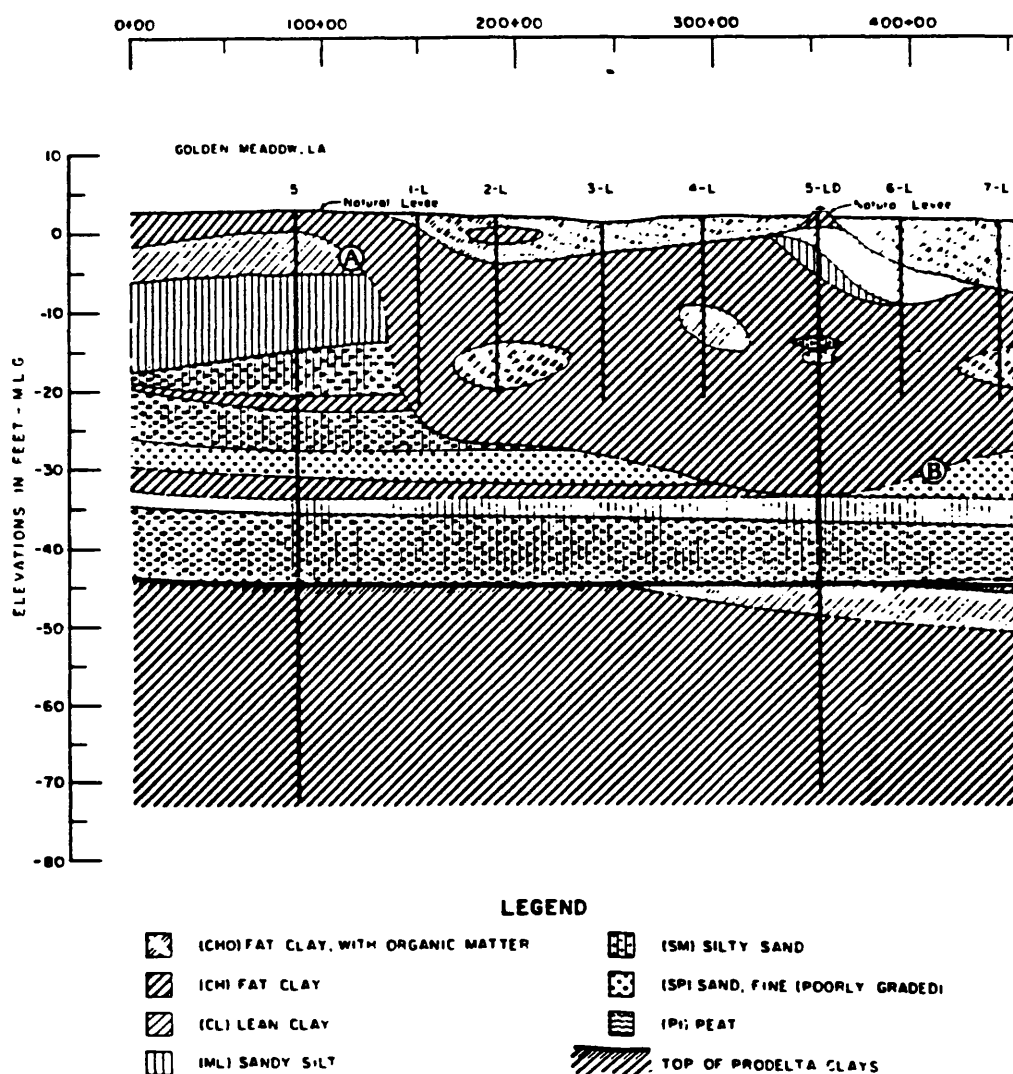 0+00 100+00 200+00 300+00 400+00
GOLDEN MEADOW, LA
5 1-L 2-L 3-L 4-L 5-LD 6-L 7-L
Natural Levee
Natural Levee
A
B
ELEVATIONS IN FEET - MLG
10
0
-10
-20
-30
-40
-50
-60
-70
-80
LEGEND
(CHO) FAT CLAY, WITH ORGANIC MATTER
(CH) FAT CLAY
(CL) LEAN CLAY
(ML) SANDY SILT
(SM) SILTY SAND
(SP) SAND, FINE (POORLY GRADED)
(Pt) PEAT
TOP OF PRODELTA CLAYS